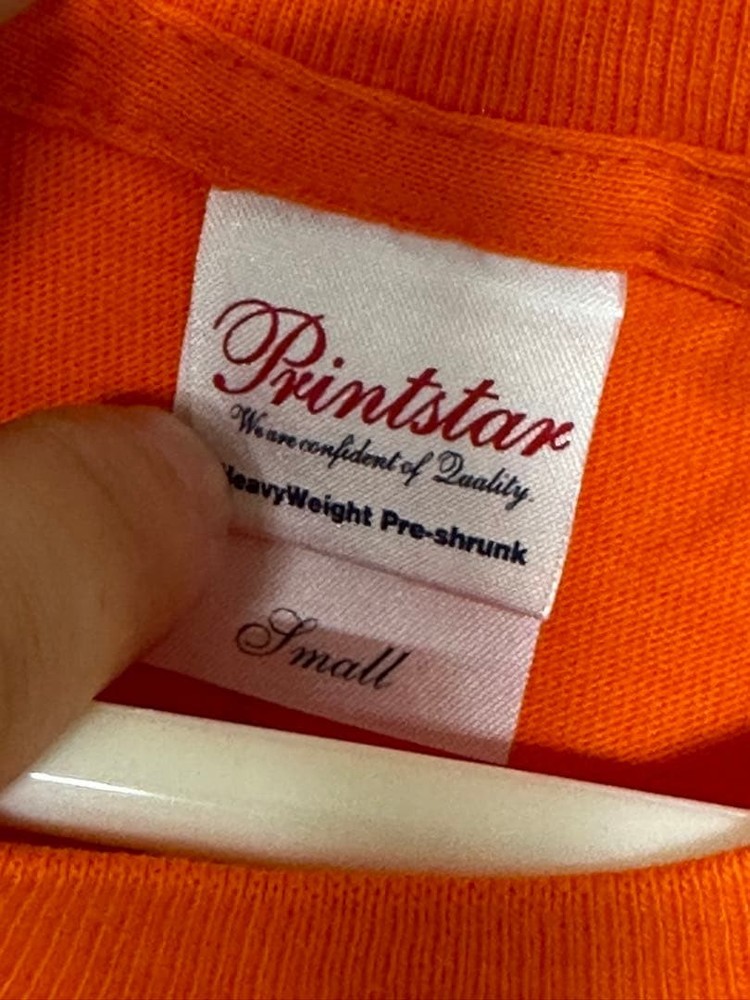 Printstar
We are confident of Quality.
HeavyWeight Pre-shrunk
Small